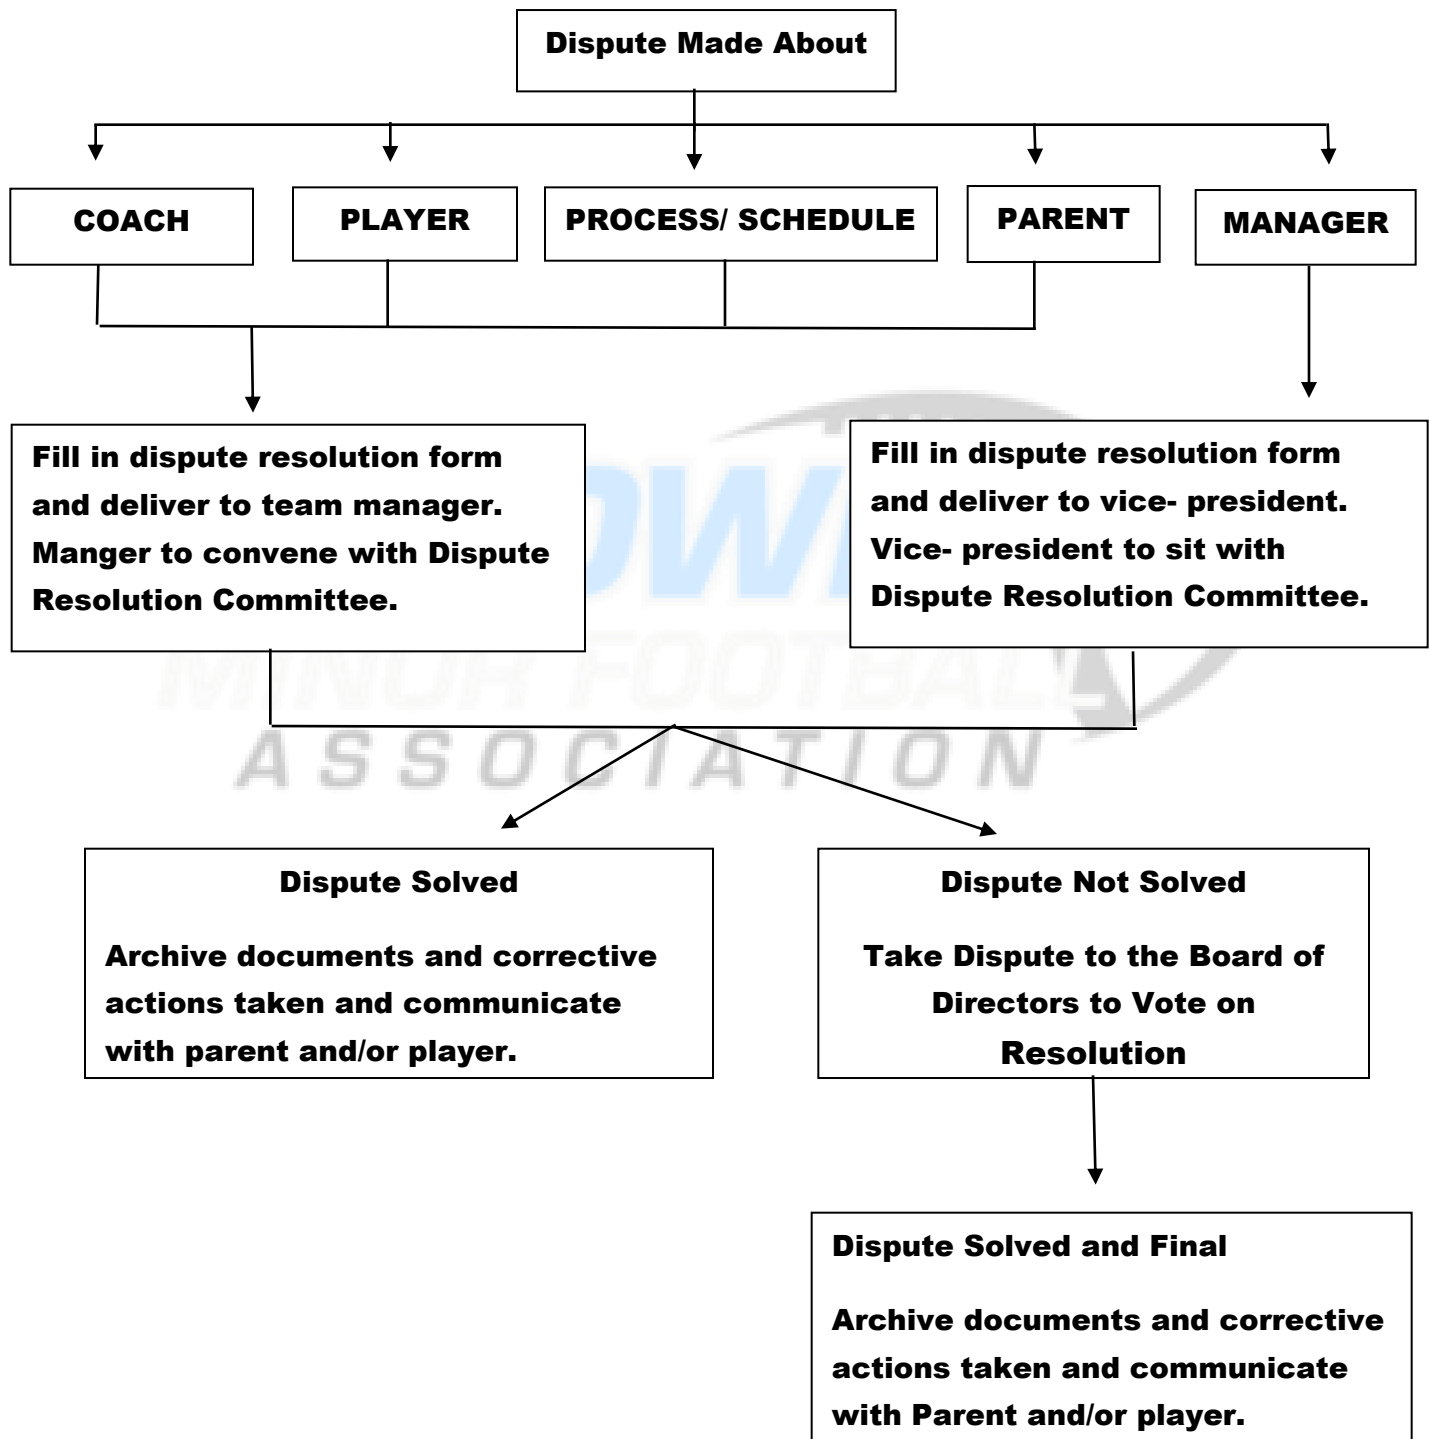 Dispute Made About
COACH
PLAYER
PROCESS/ SCHEDULE
PARENT
MANAGER
Fill in dispute resolution form
and deliver to team manager.
Manger to convene with Dispute
Resolution Committee.
Fill in dispute resolution form
and deliver to vice- president.
Vice- president to sit with
Dispute Resolution Committee.
MINOR FOOTBALL
ASSOCIATION
Dispute Solved
Archive documents and corrective
actions taken and communicate
with parent and/or player.
Dispute Not Solved
Take Dispute to the Board of
Directors to Vote on
Resolution
Dispute Solved and Final
Archive documents and corrective
actions taken and communicate
with Parent and/or player.